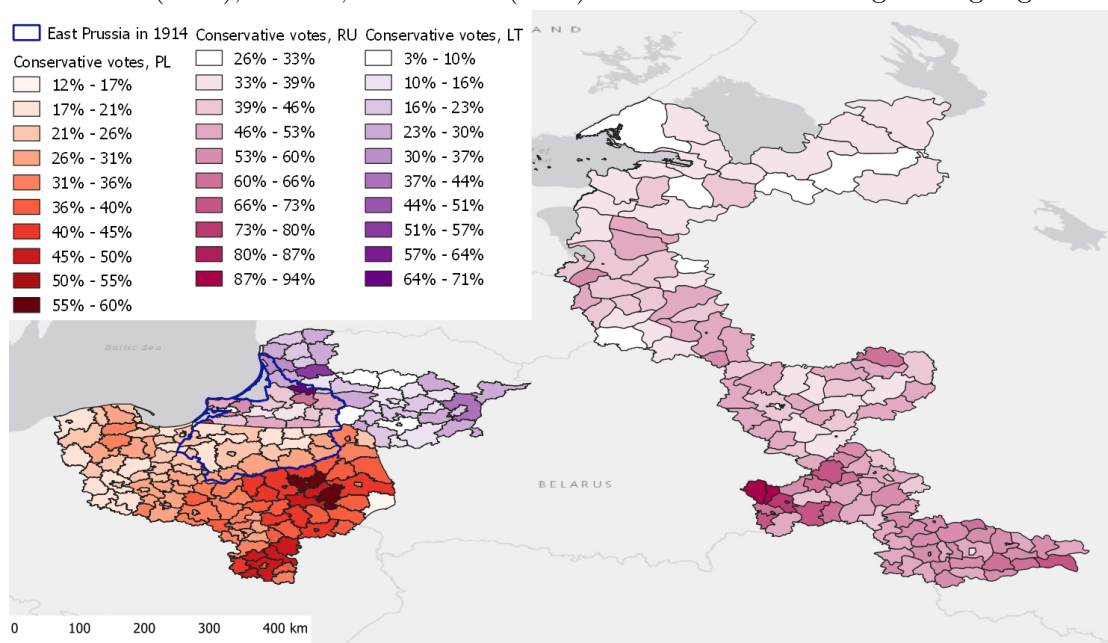 East Prussia in 1914
Conservative votes, PL
12% - 17%
17% - 21%
21% - 26%
26% - 31%
31% - 36%
36% - 40%
40% - 45%
45% - 50%
50% - 55%
55% - 60%
Conservative votes, RU
26% - 33%
33% - 39%
39% - 46%
46% - 53%
53% - 60%
60% - 66%
66% - 73%
73% - 80%
80% - 87%
87% - 94%
Conservative votes, LT
3% - 10%
10% - 16%
16% - 23%
23% - 30%
30% - 37%
37% - 44%
44% - 51%
51% - 57%
57% - 64%
64% - 71%
AND
Baltic Sea
BELARUS
0 100 200 300 400 km